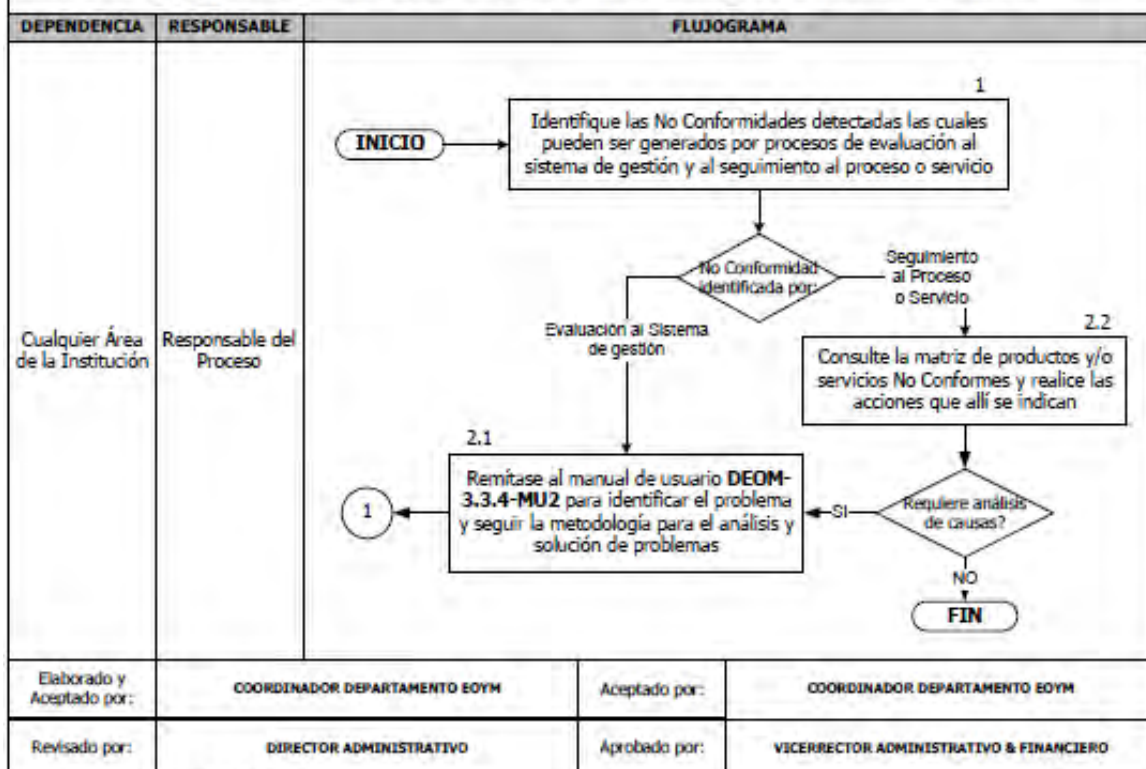 DEPENDENCIA RESPONSABLE FLUJOGRAMA
1
INICIO
Identifique las No Conformidades detectadas las cuales
pueden ser generados por procesos de evaluación al
sistema de gestión y al seguimiento al proceso o servicio
No Conformidad
identificada por:
Seguimiento
al Proceso
o Servicio
Evaluación al Sistema
de gestión
Cualquier Área
de la Institución
Responsable del
Proceso
2.2
Consulte la matriz de productos y/o
servicios No Conformes y realice las
acciones que allí se indican
2.1
Remítase al manual de usuario DEOM-
3.3.4-MU2 para identificar el problema
y seguir la metodología para el análisis y
solución de problemas
1
SI
Requiere análisis
de causas?
NO
FIN
Elaborado y
Aceptado por:
COORDINADOR DEPARTAMENTO EOYM
Aceptado por:
COORDINADOR DEPARTAMENTO EOYM
Revisado por:
DIRECTOR ADMINISTRATIVO
Aprobado por:
VICERRECTOR ADMINISTRATIVO & FINANCIERO